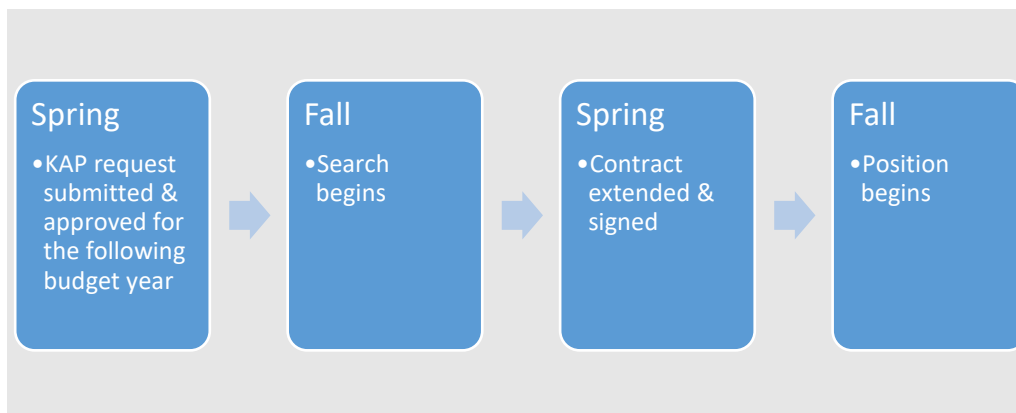 Spring
•KAP request
submitted &
approved for
the following
budget year
Fall
•Search
begins
Spring
•Contract
extended &
signed
Fall
•Position
begins